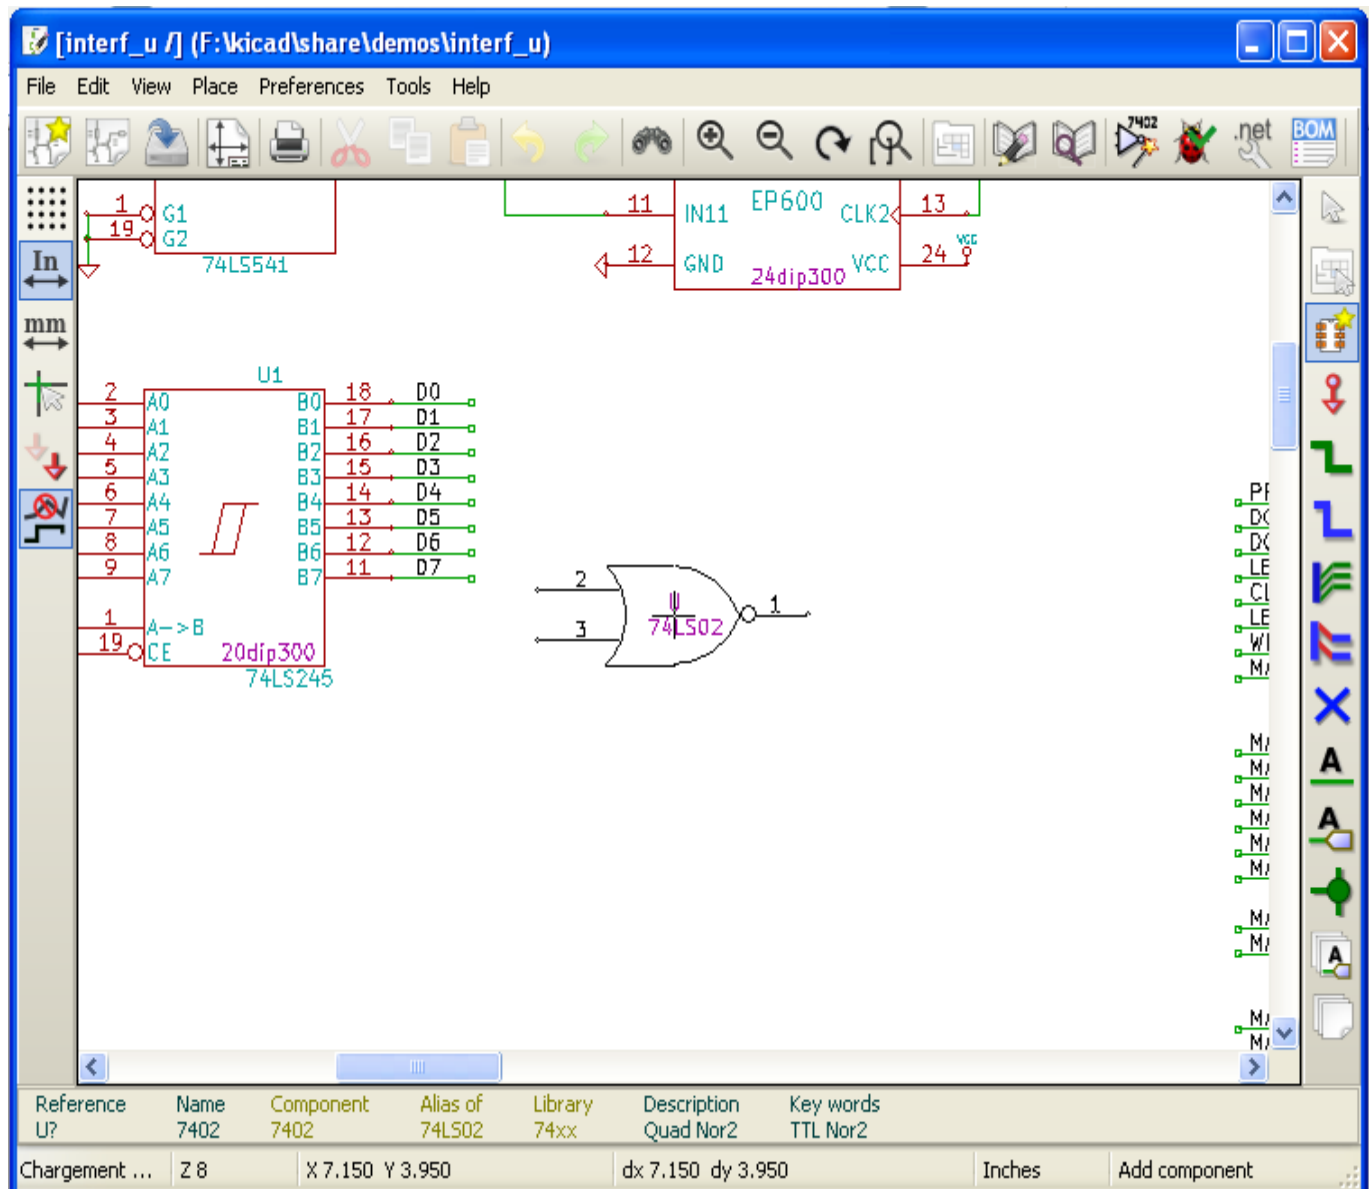 [interf_u /] (F:\kicad\share\demos\interf_u)
File Edit View Place Preferences Tools Help
7402
.net
BOM
In
mm
1 G1
19 G2
74LS541
11 IN11 EP600 CLK2 13
12 GND 24dip300 VCC 24 VCC
U1
2 A0 B0 18 D0
3 A1 B1 17 D1
4 A2 B2 16 D2
5 A3 B3 15 D3
6 A4 B4 14 D4
7 A5 B5 13 D5
8 A6 B6 12 D6
9 A7 B7 11 D7
1 A->B
19 CE 20dip300
74LS245
2
3
U
74LS02
1
LE
CL
LE
A
A
A
Reference Name Component Alias of Library Description Key words
U? 7402 7402 74LS02 74xx Quad Nor2 TTL Nor2
Chargement ... Z 8 X 7.150 Y 3.950 dx 7.150 dy 3.950 Inches Add component